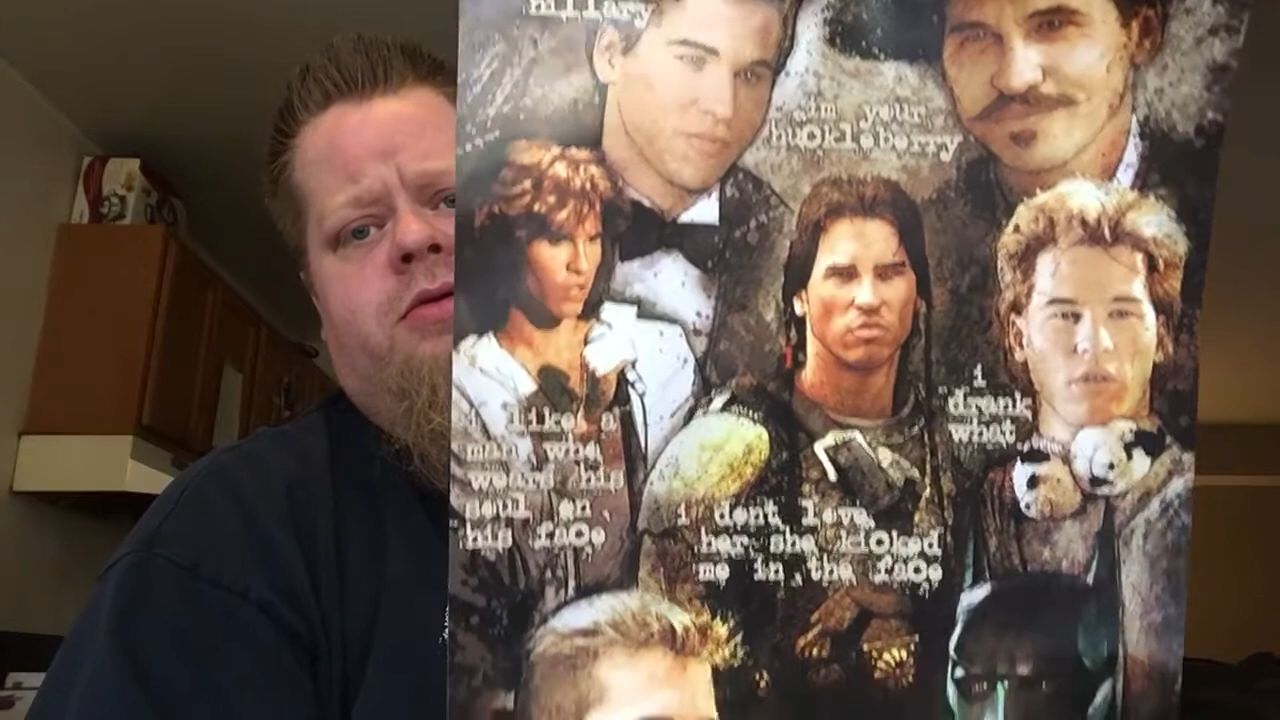 hillary
im your
huckleberry
i
drank
what
i like a
man who
wears his
soul on
his face
i dont love
her she kicked
me in the face